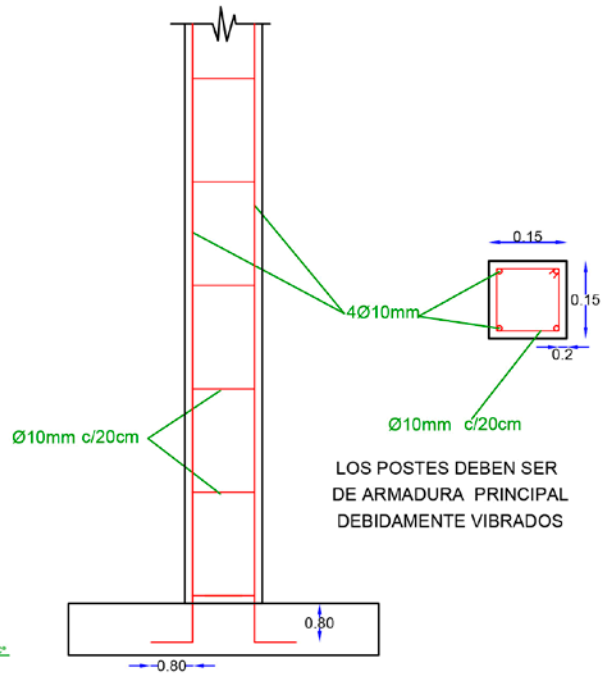 0.15
0.15
4Ø10mm
0.2
Ø10mm c/20cm
Ø10mm c/20cm
LOS POSTES DEBEN SER
DE ARMADURA PRINCIPAL
DEBIDAMENTE VIBRADOS
0.80
0.80